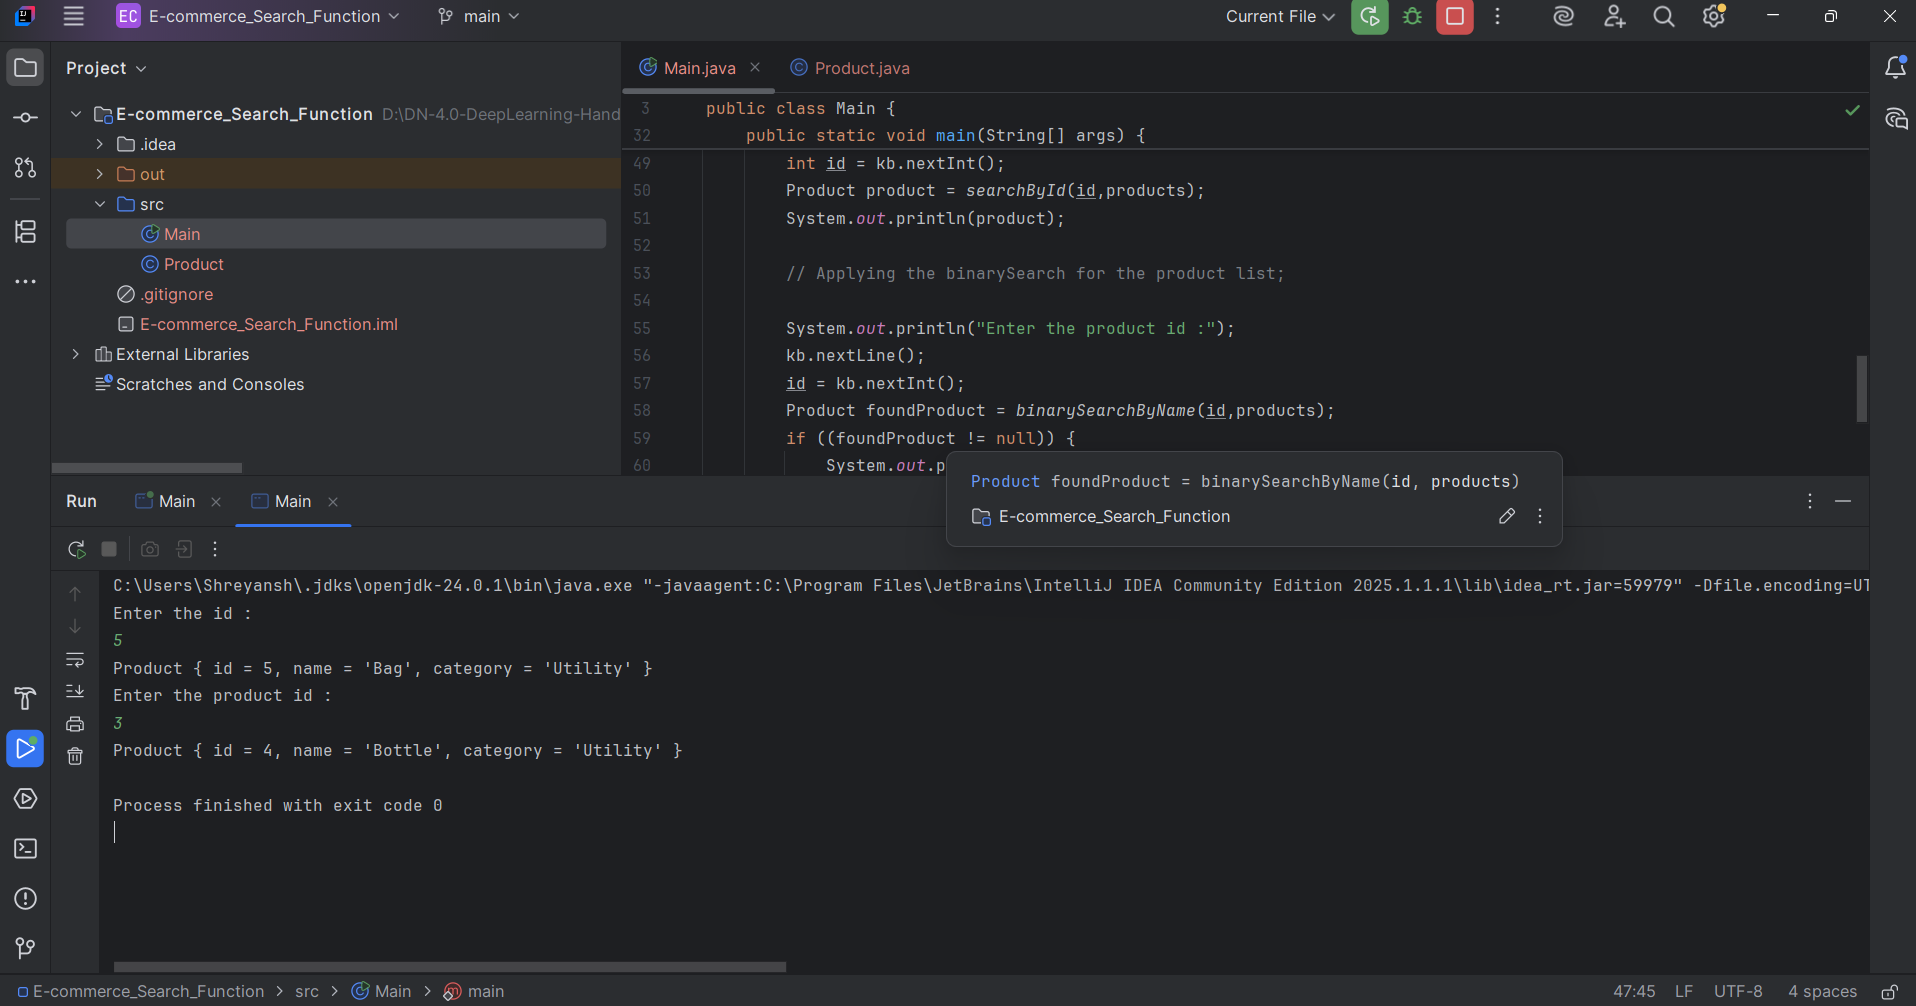 EC E-commerce_Search_Function
main
Current File
Project
E-commerce_Search_Function D:\DN-4.0-DeepLearning-Hand
.idea
out
src
Main
Product
.gitignore
E-commerce_Search_Function.iml
External Libraries
Scratches and Consoles
Main.java
Product.java
3 public class Main {
32 public static void main(String[] args) {
49 int id = kb.nextInt();
50 Product product = searchById(id,products);
51 System.out.println(product);
52
53 // Applying the binarySearch for the product list;
54
55 System.out.println("Enter the product id :");
56 kb.nextLine();
57 id = kb.nextInt();
58 Product foundProduct = binarySearchByName(id,products);
59 if ((foundProduct != null)) {
60 System.out.p
Product foundProduct = binarySearchByName(id, products)
E-commerce_Search_Function
Run
Main
Main
C:\Users\Shreyansh\.jdks\openjdk-24.0.1\bin\java.exe "-javaagent:C:\Program Files\JetBrains\IntelliJ IDEA Community Edition 2025.1.1.1\lib\idea_rt.jar=59979" -Dfile.encoding=UT
Enter the id :
5
Product { id = 5, name = 'Bag', category = 'Utility' }
Enter the product id :
3
Product { id = 4, name = 'Bottle', category = 'Utility' }
Process finished with exit code 0
E-commerce_Search_Function > src > Main > main
47:45 LF UTF-8 4 spaces